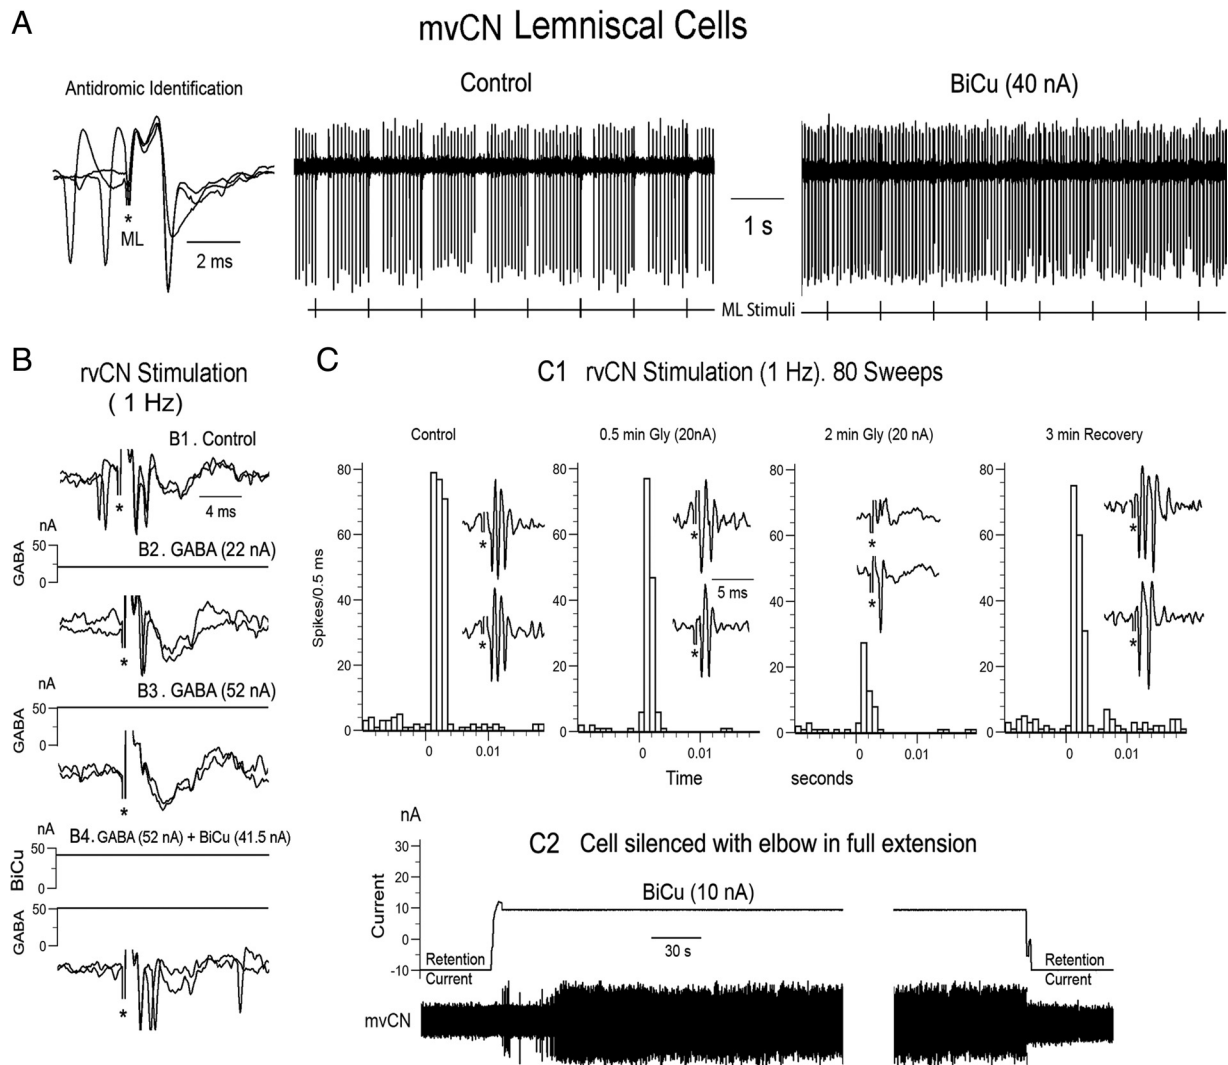 A
mvCN Lemniscal Cells
Antidromic Identification
Control
BiCu (40 nA)
*
ML
2 ms
1 s
ML Stimuli
B
rvCN Stimulation
( 1 Hz)
B1 . Control
*
4 ms
nA
B2 . GABA (22 nA)
50
0
GABA
*
nA
B3 . GABA (52 nA)
50
0
GABA
*
nA
B4 . GABA (52 nA) + BiCu (41.5 nA)
50
0
BiCu
50
0
GABA
*
C
C1 rvCN Stimulation (1 Hz). 80 Sweeps
Control
0.5 min Gly (20nA)
2 min Gly (20 nA)
3 min Recovery
Spikes/0.5 ms
80
60
40
20
0
0
0.01
*
*
80
60
40
20
0
0
0.01
*
5 ms
*
80
60
40
20
0
0
0.01
*
*
80
60
40
20
0
0
0.01
*
*
Time seconds
nA
C2 Cell silenced with elbow in full extension
30
20
10
0
-10
Current
BiCu (10 nA)
30 s
Retention
Current
Retention
Current
mvCN